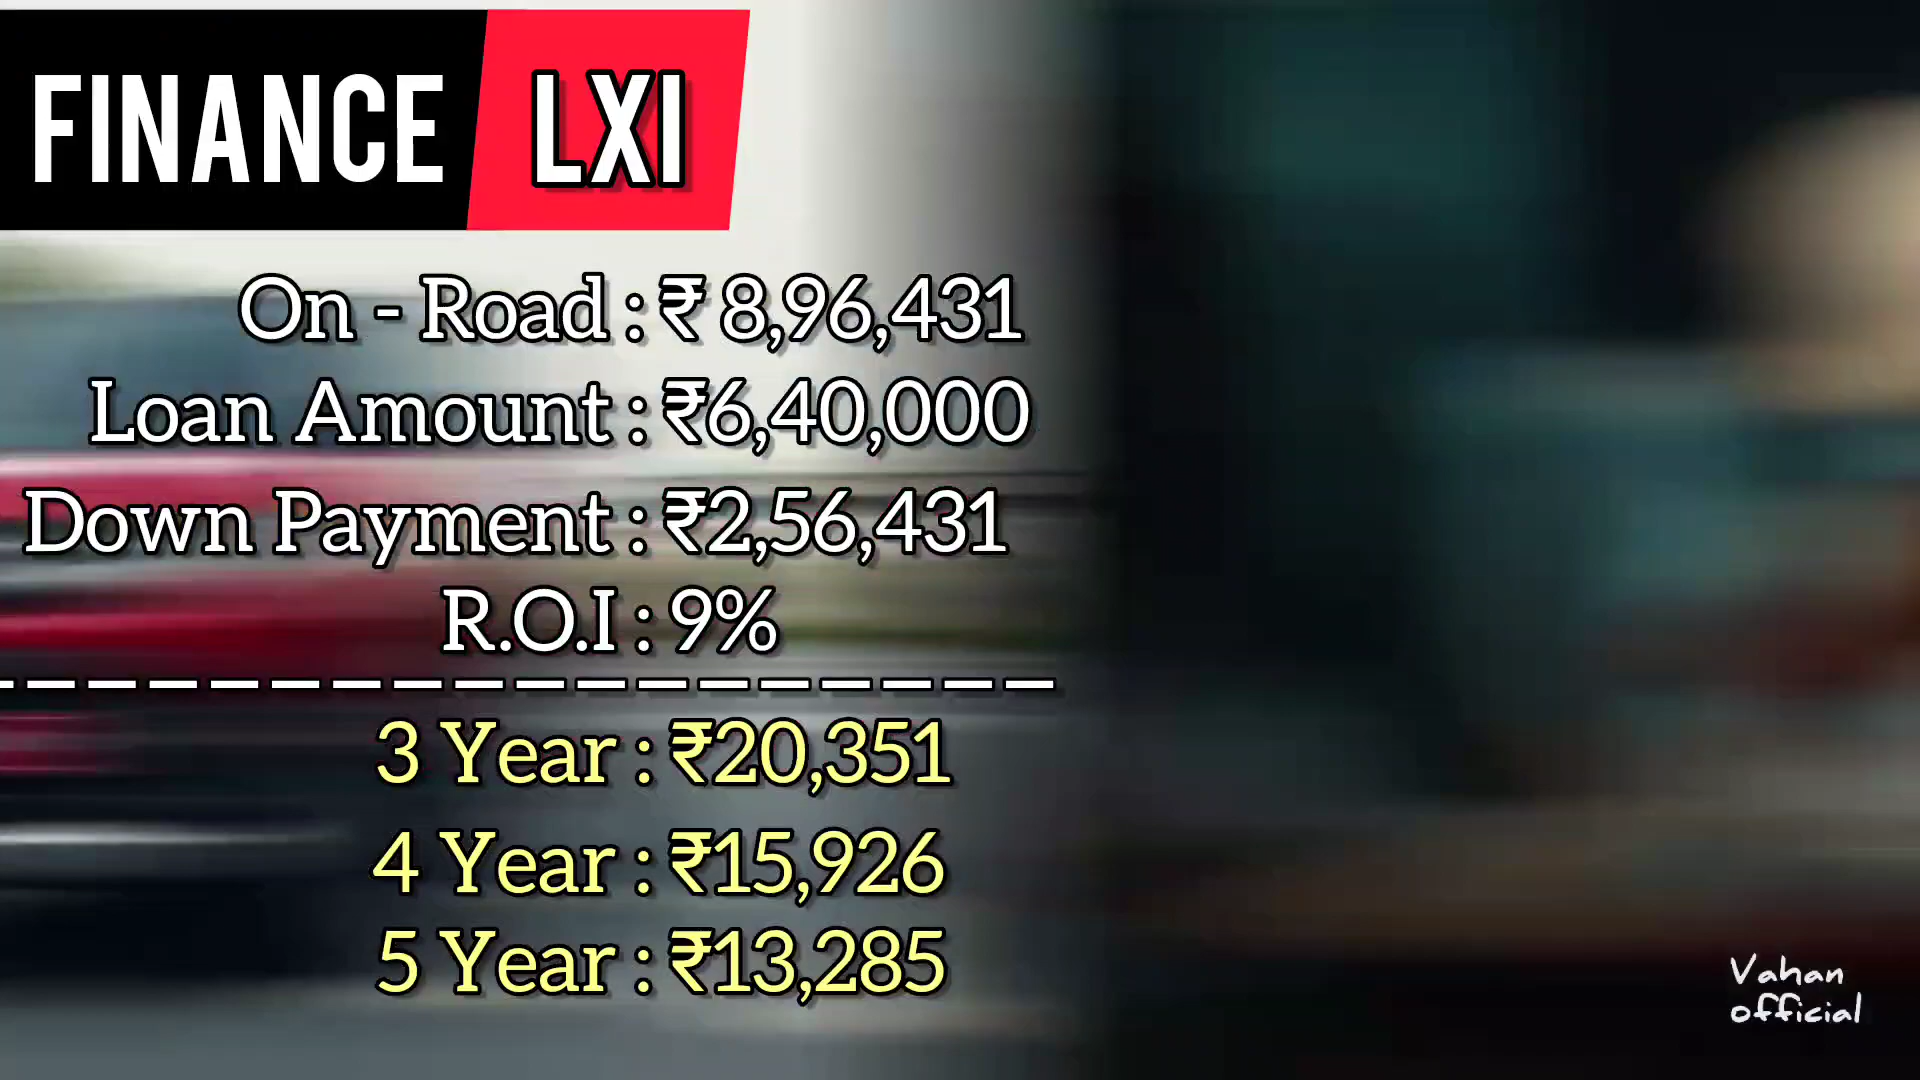 FINANCE LXI
On - Road : ₹ 8,96,431
Loan Amount : ₹6,40,000
Down Payment : ₹2,56,431
R.O.I : 9%
3 Year : ₹20,351
4 Year : ₹15,926
5 Year : ₹13,285
Vahan
official